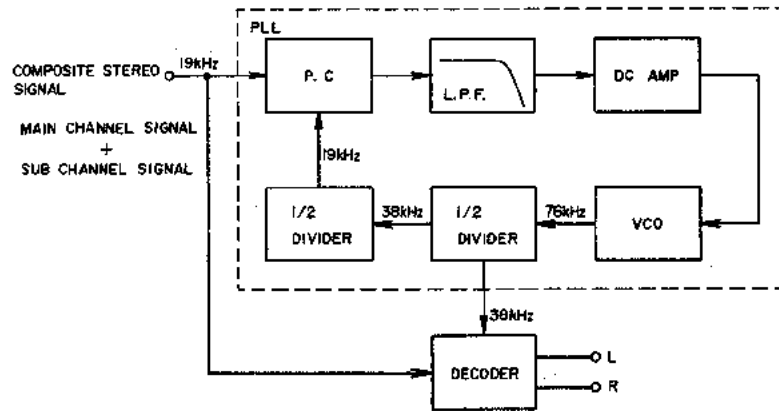 PLL
19kHz
COMPOSITE STEREO
SIGNAL
MAIN CHANNEL SIGNAL
+
SUB CHANNEL SIGNAL
P. C
L.P.F.
DC AMP
19kHz
1/2
DIVIDER
38kHz
1/2
DIVIDER
76kHz
VCO
38kHz
DECODER
L
R